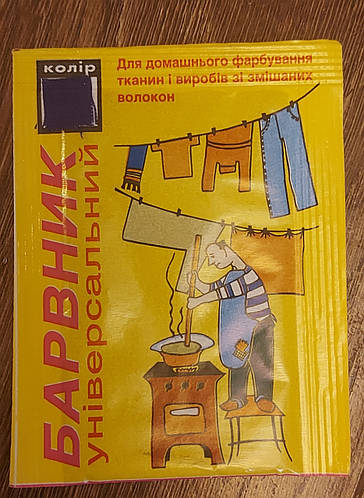 колір
Для домашнього фарбування
тканин і виробів зі змішаних
волокон
БАРВНИК
універсальний